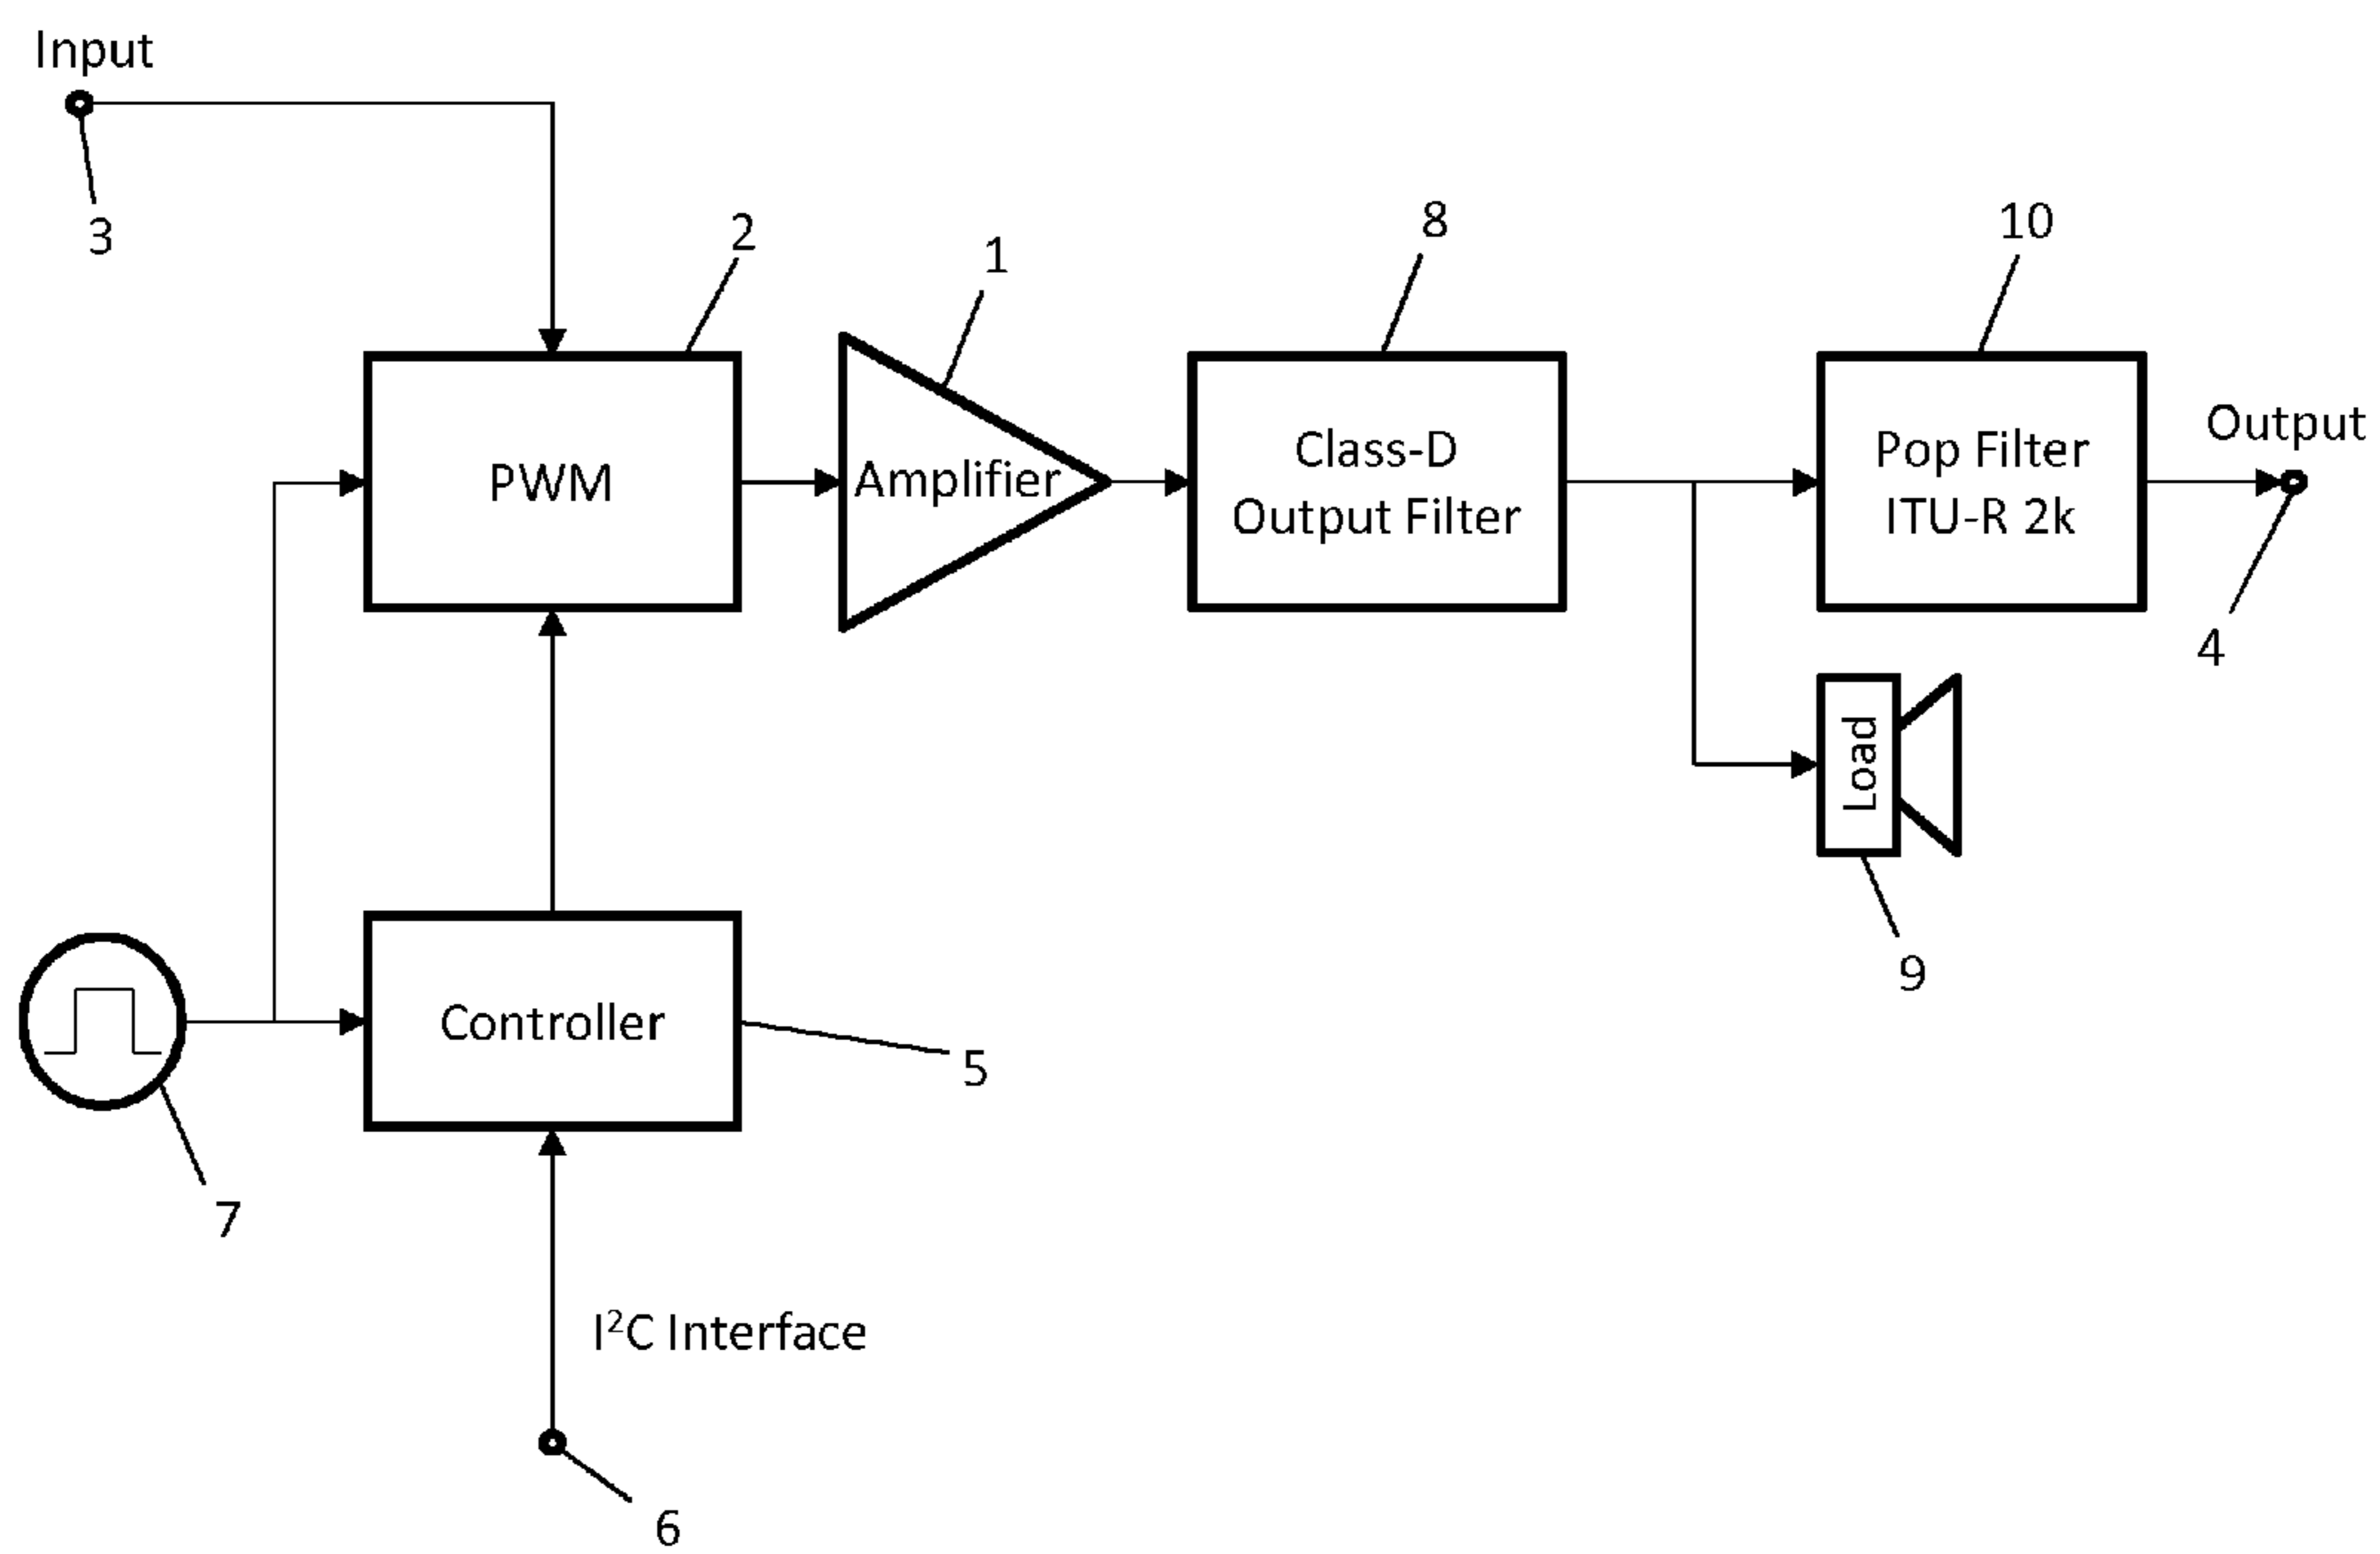 Input
3
2
1
8
10
PWM
Amplifier
Class-D
Output Filter
Pop Filter
ITU-R 2k
Output
4
Load
9
Controller
5
7
I²C Interface
6